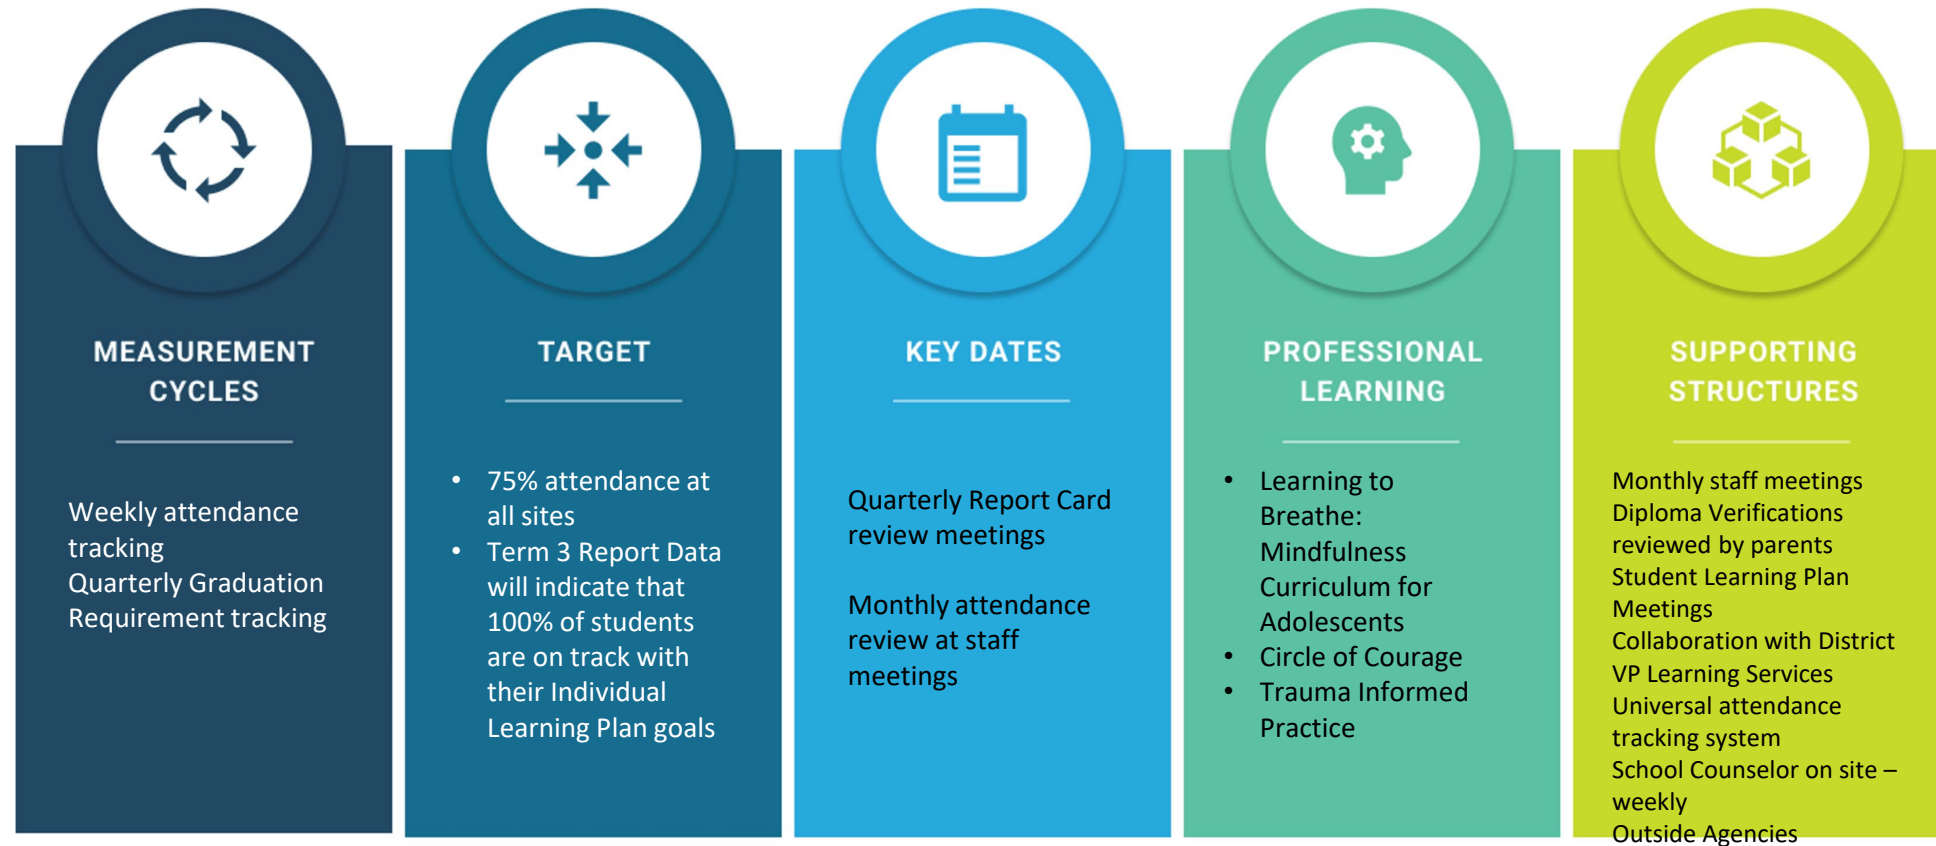 MEASUREMENT
CYCLES
Weekly attendance
tracking
Quarterly Graduation
Requirement tracking
TARGET
• 75% attendance at
all sites
• Term 3 Report Data
will indicate that
100% of students
are on track with
their Individual
Learning Plan goals
KEY DATES
Quarterly Report Card
review meetings
Monthly attendance
review at staff
meetings
PROFESSIONAL
LEARNING
• Learning to
Breathe:
Mindfulness
Curriculum for
Adolescents
• Circle of Courage
• Trauma Informed
Practice
SUPPORTING
STRUCTURES
Monthly staff meetings
Diploma Verifications
reviewed by parents
Student Learning Plan
Meetings
Collaboration with District
VP Learning Services
Universal attendance
tracking system
School Counselor on site –
weekly
Outside Agencies